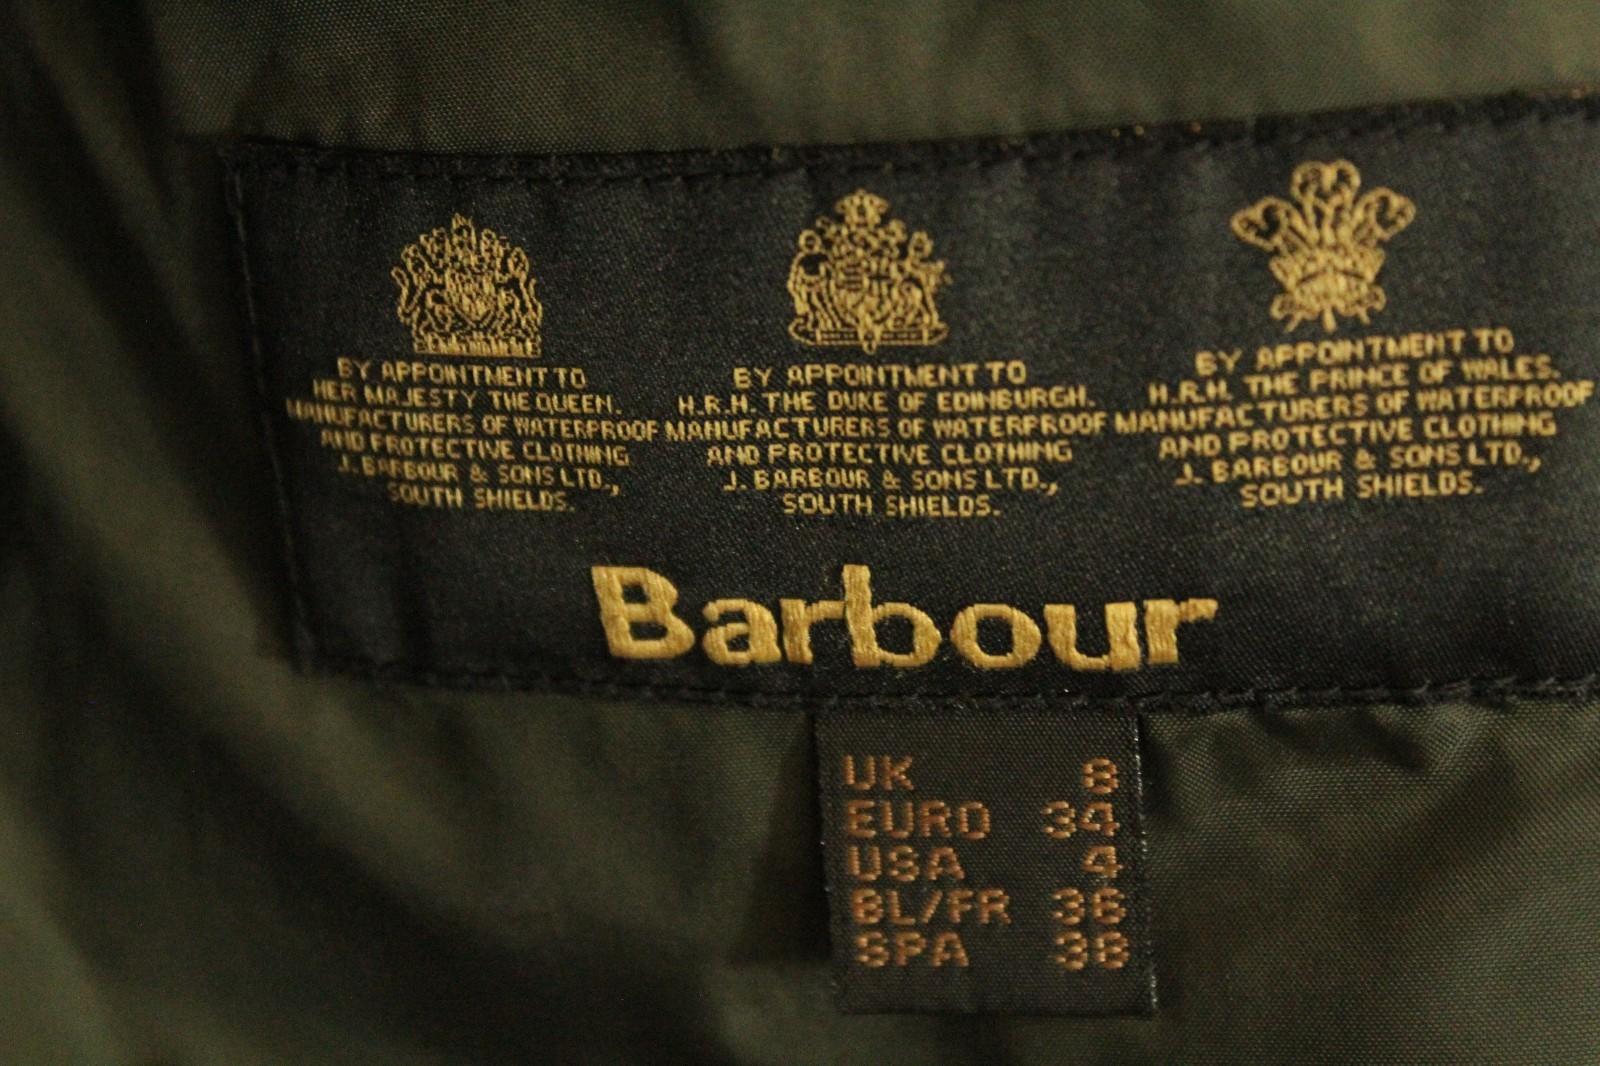 BY APPOINTMENT TO
HER MAJESTY THE QUEEN.
MANUFACTURERS OF WATERPROOF
AND PROTECTIVE CLOTHING
J. BARBOUR & SONS LTD.,
SOUTH SHIELDS.
BY APPOINTMENT TO
H.R.H. THE DUKE OF EDINBURGH.
MANUFACTURERS OF WATERPROOF
AND PROTECTIVE CLOTHING
J. BARBOUR & SONS LTD.,
SOUTH SHIELDS.
BY APPOINTMENT TO
H.R.H. THE PRINCE OF WALES.
MANUFACTURERS OF WATERPROOF
AND PROTECTIVE CLOTHING
J. BARBOUR & SONS LTD.,
SOUTH SHIELDS.
Barbour
UK 8
EURO 34
USA 4
BL/FR 36
SPA 38